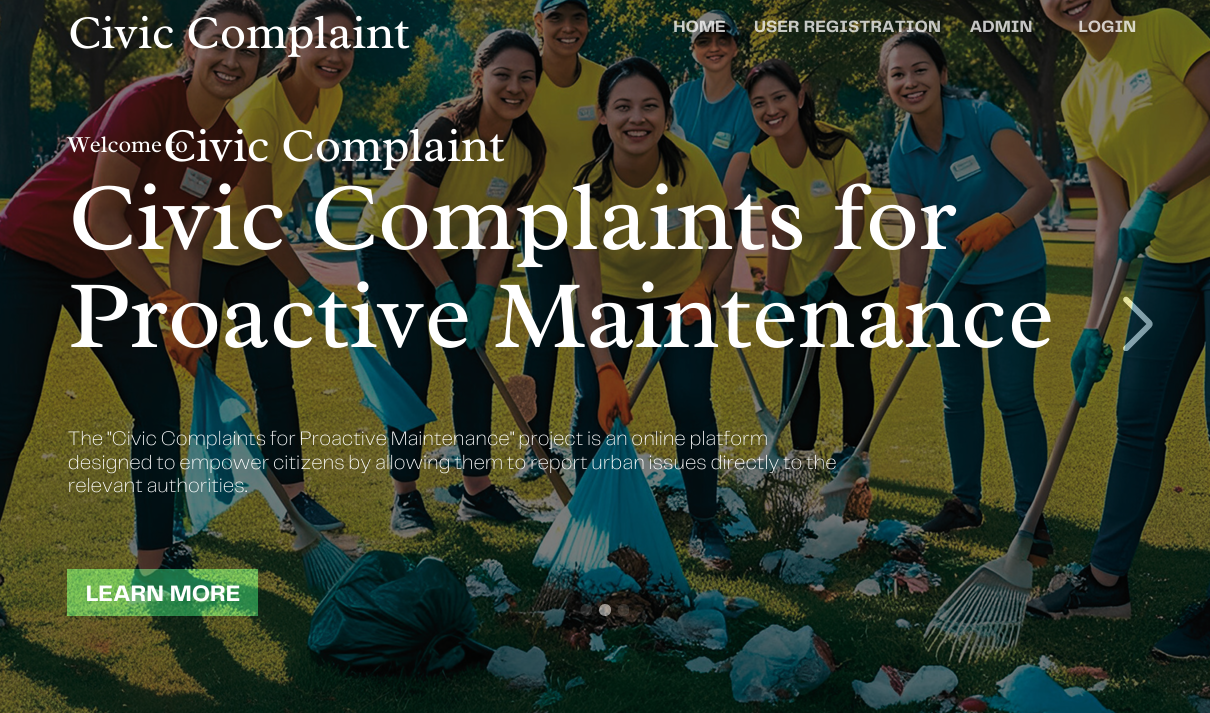 Civic Complaint
HOME USER REGISTRATION ADMIN LOGIN
Welcome to Civic Complaint
Civic Complaints for
Proactive Maintenance
The "Civic Complaints for Proactive Maintenance" project is an online platform
designed to empower citizens by allowing them to report urban issues directly to the
relevant authorities.
LEARN MORE